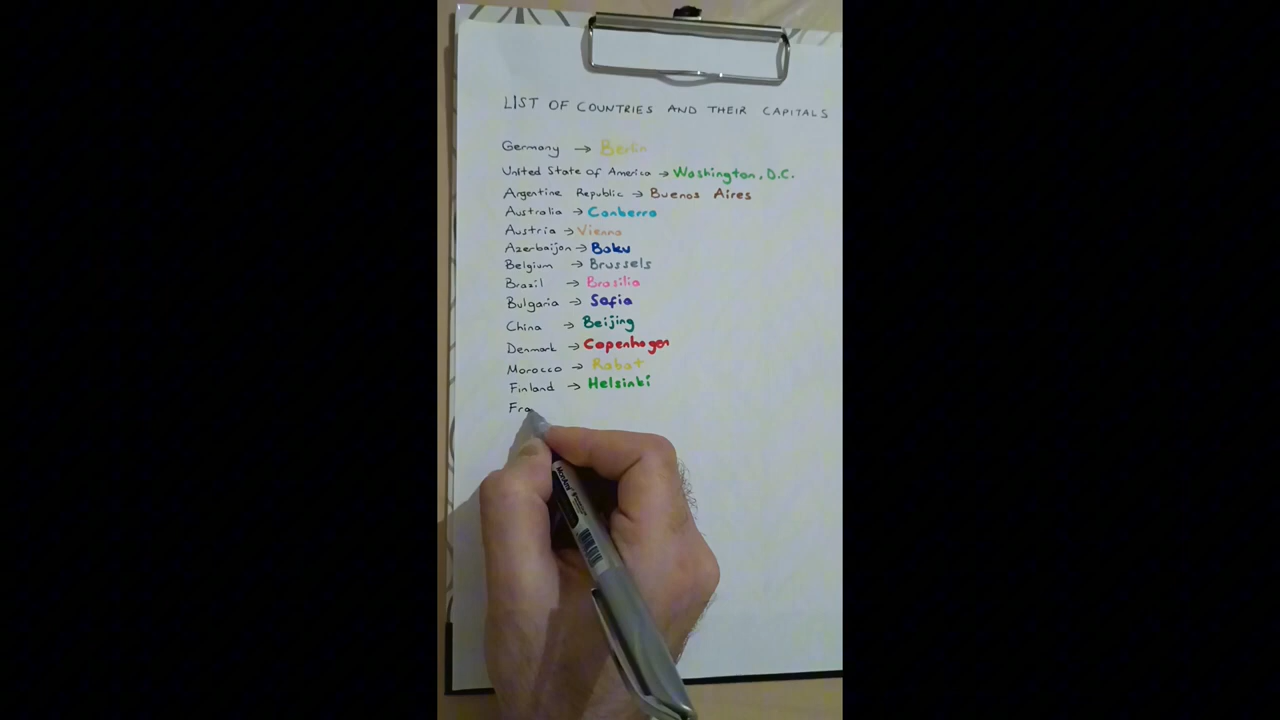 LIST OF COUNTRIES AND THEIR CAPITALS
Germany → Berlin
United State of America → Washington, D.C.
Argentine Republic → Buenos Aires
Australia → Canberra
Austria → Vienna
Azerbaijan → Baku
Belgium → Brussels
Brazil → Brasilia
Bulgaria → Sofia
China → Beijing
Denmark → Copenhagen
Morocco → Rabat
Finland → Helsinki
Fra